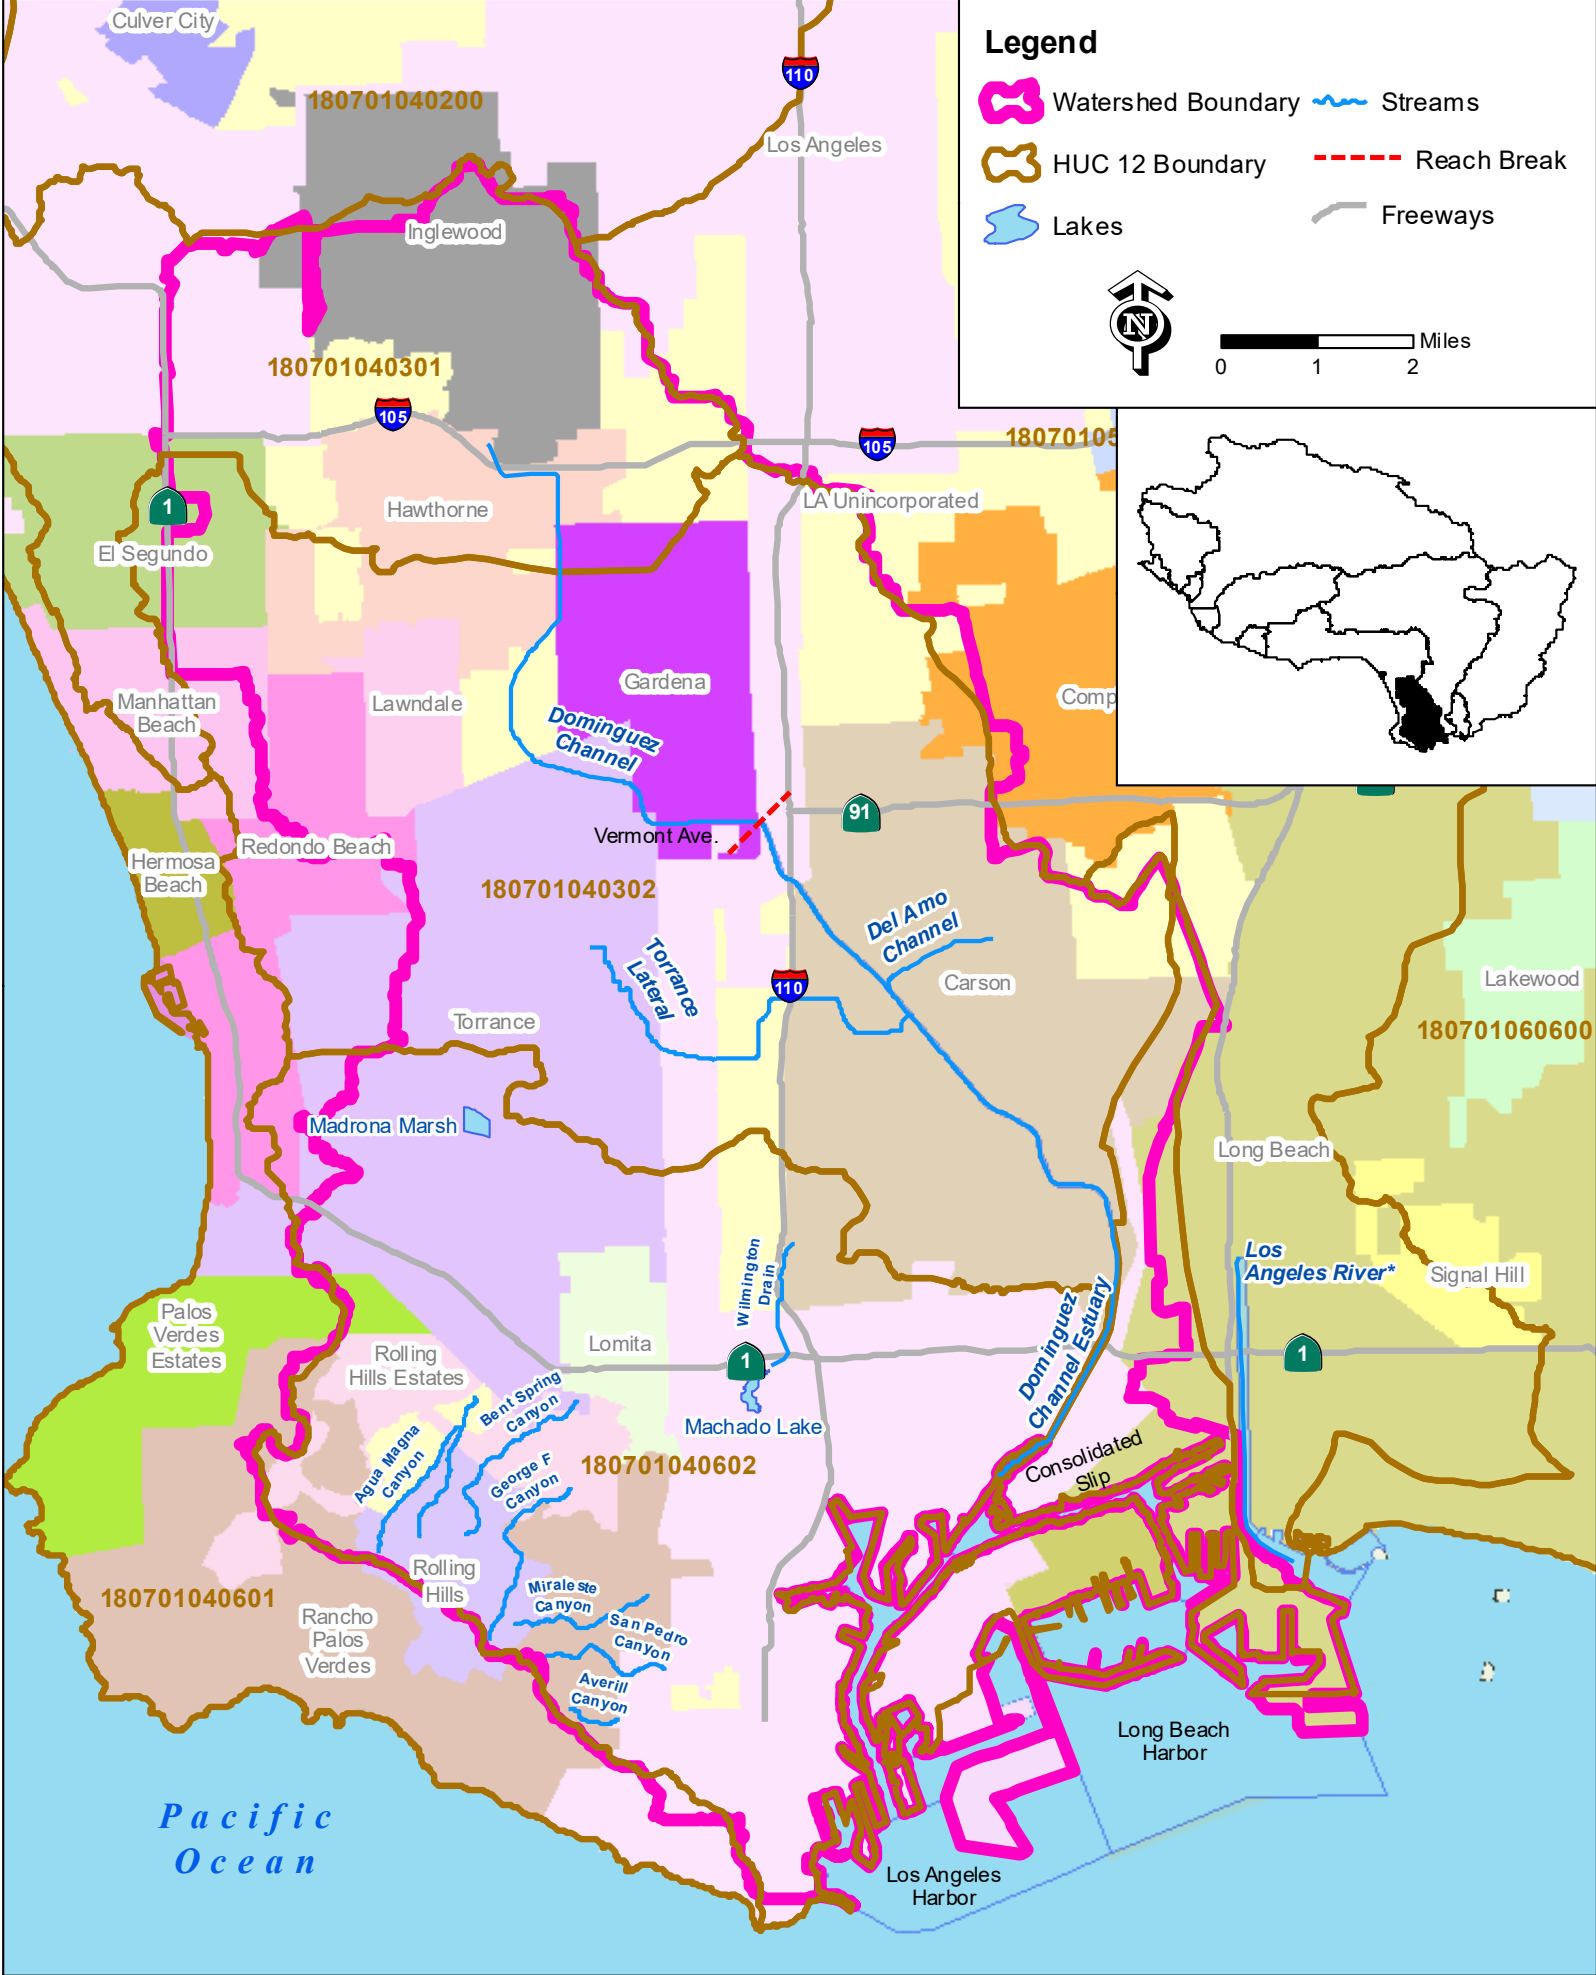 Culver City
180701040200
110
Los Angeles
Legend
Watershed Boundary
Streams
HUC 12 Boundary
Reach Break
Lakes
Freeways
N
Miles
0
1
2
Inglewood
180701040301
105
105
18070105
Hawthorne
LA Unincorporated
1
El Segundo
Gardena
Comp
Manhattan
Beach
Lawndale
Dominguez
Channel
91
Vermont Ave.
Redondo Beach
Hermosa
Beach
180701040302
Del Amo
Channel
Torrance
Lateral
110
Carson
Lakewood
Torrance
180701060600
Madrona Marsh
Long Beach
Wilmington
Drain
Los
Angeles River*
Signal Hill
Palos
Verdes
Estates
Rolling
Hills Estates
Lomita
1
1
Dominguez
Channel Estuary
Bent Spring
Canyon
Machado Lake
Agua Magna
Canyon
George F
Canyon
180701040602
Consolidated
Slip
Rolling
Hills
180701040601
Miraleste
Canyon
San Pedro
Canyon
Rancho
Palos
Verdes
Averill
Canyon
Long Beach
Harbor
Pacific
Ocean
Los Angeles
Harbor